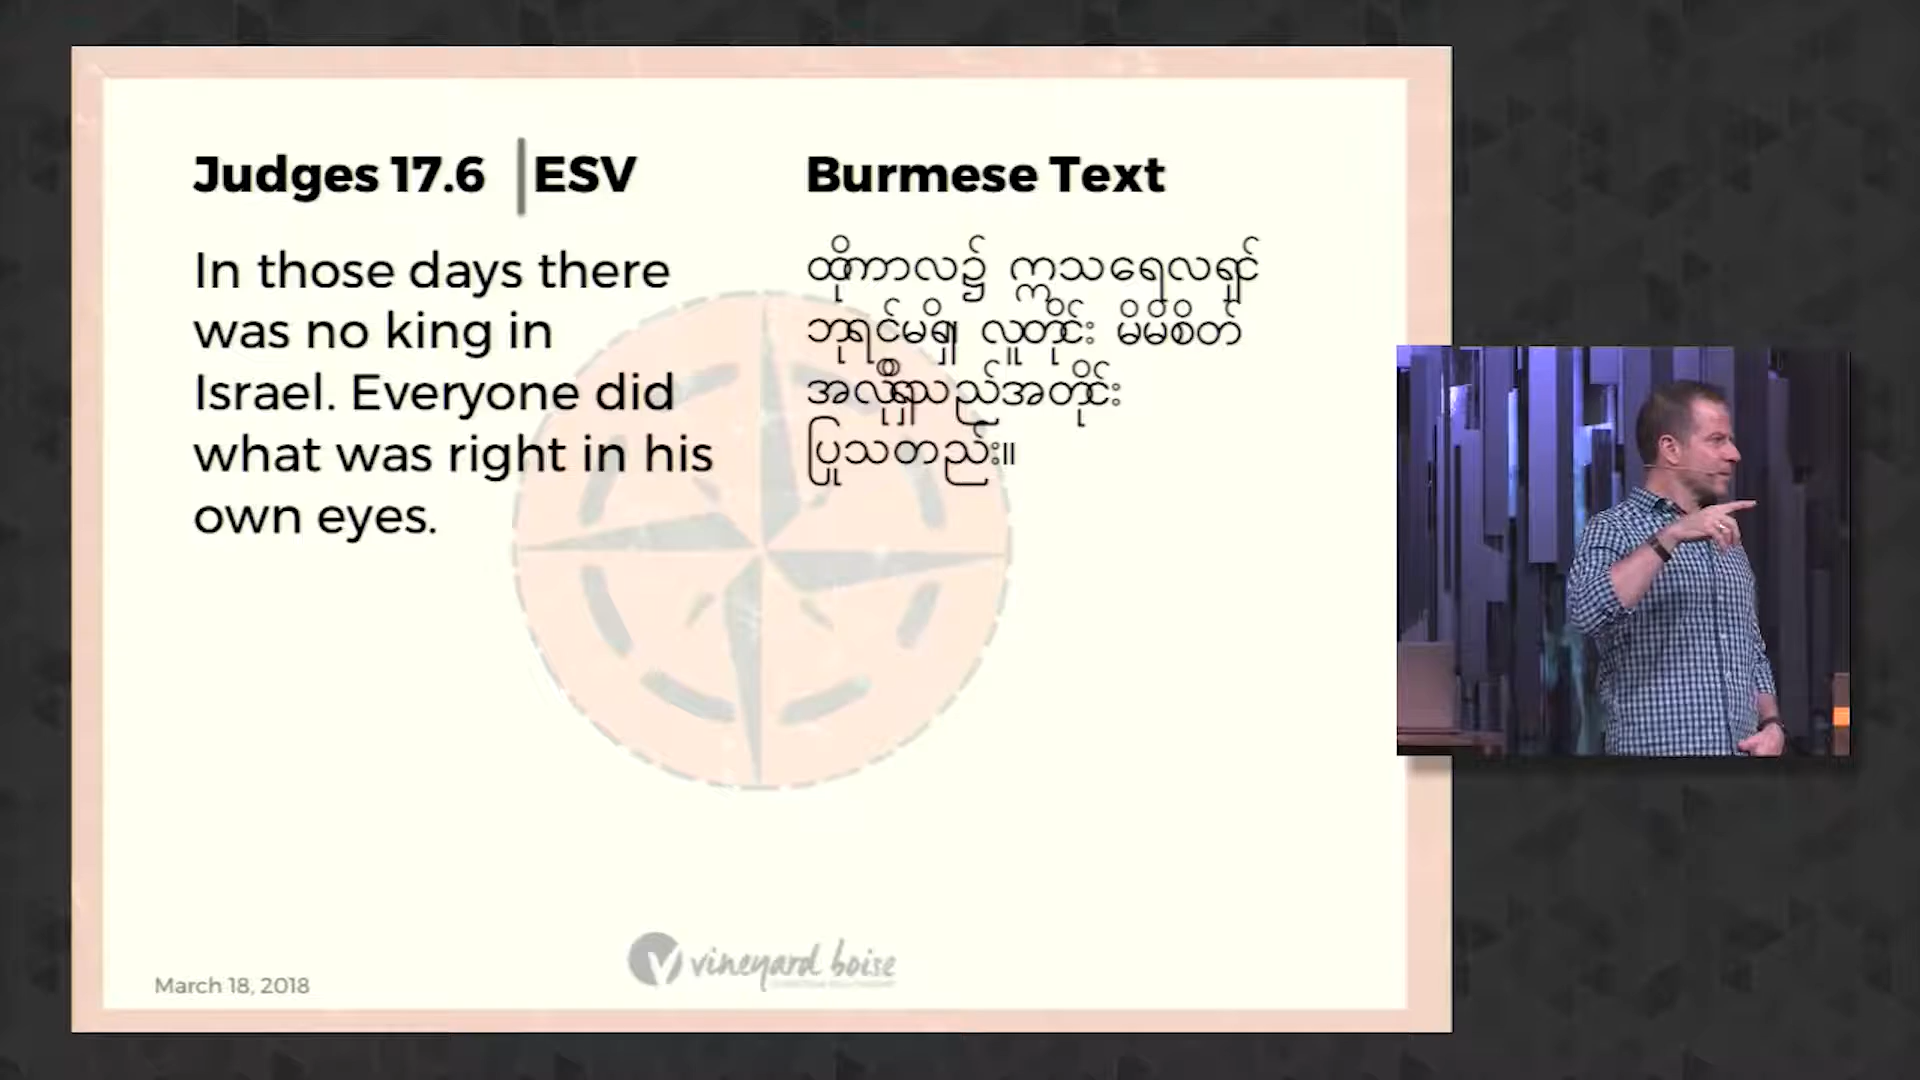 Judges 17.6 | ESV
In those days there
was no king in
Israel. Everyone did
what was right in his
own eyes.
Burmese Text
ထိုကာလ၌ ဣသရေလရှင်
ဘုရင်မရှိ၊ လူတိုင်း မိမိစိတ်
အလိုရှိသည်အတိုင်း
ပြုသတည်း။
vineyard boise
March 18, 2018